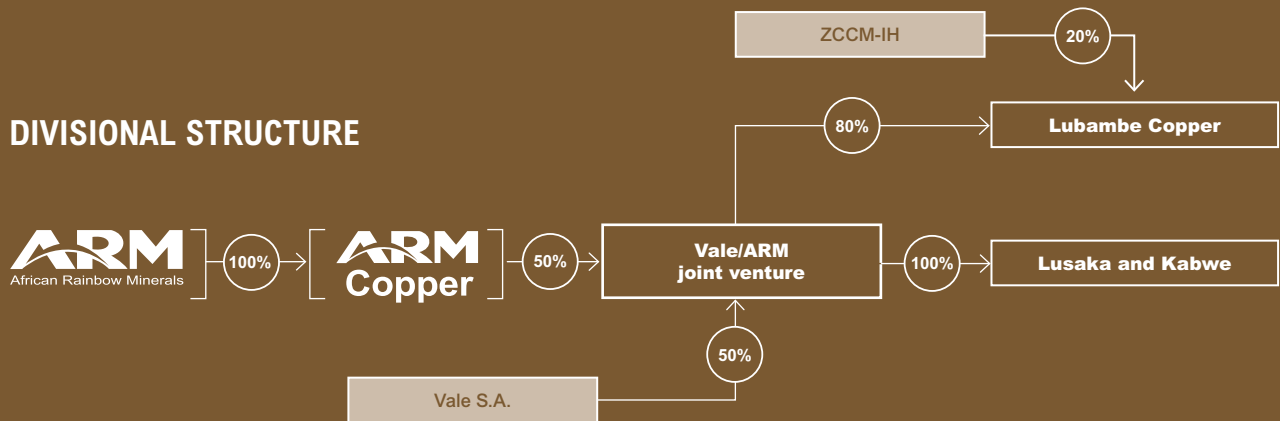 ZCCM-IH
20%
DIVISIONAL STRUCTURE
80%
Lubambe Copper
ARM
African Rainbow Minerals
100%
ARM
Copper
50%
Vale/ARM
joint venture
100%
Lusaka and Kabwe
50%
Vale S.A.